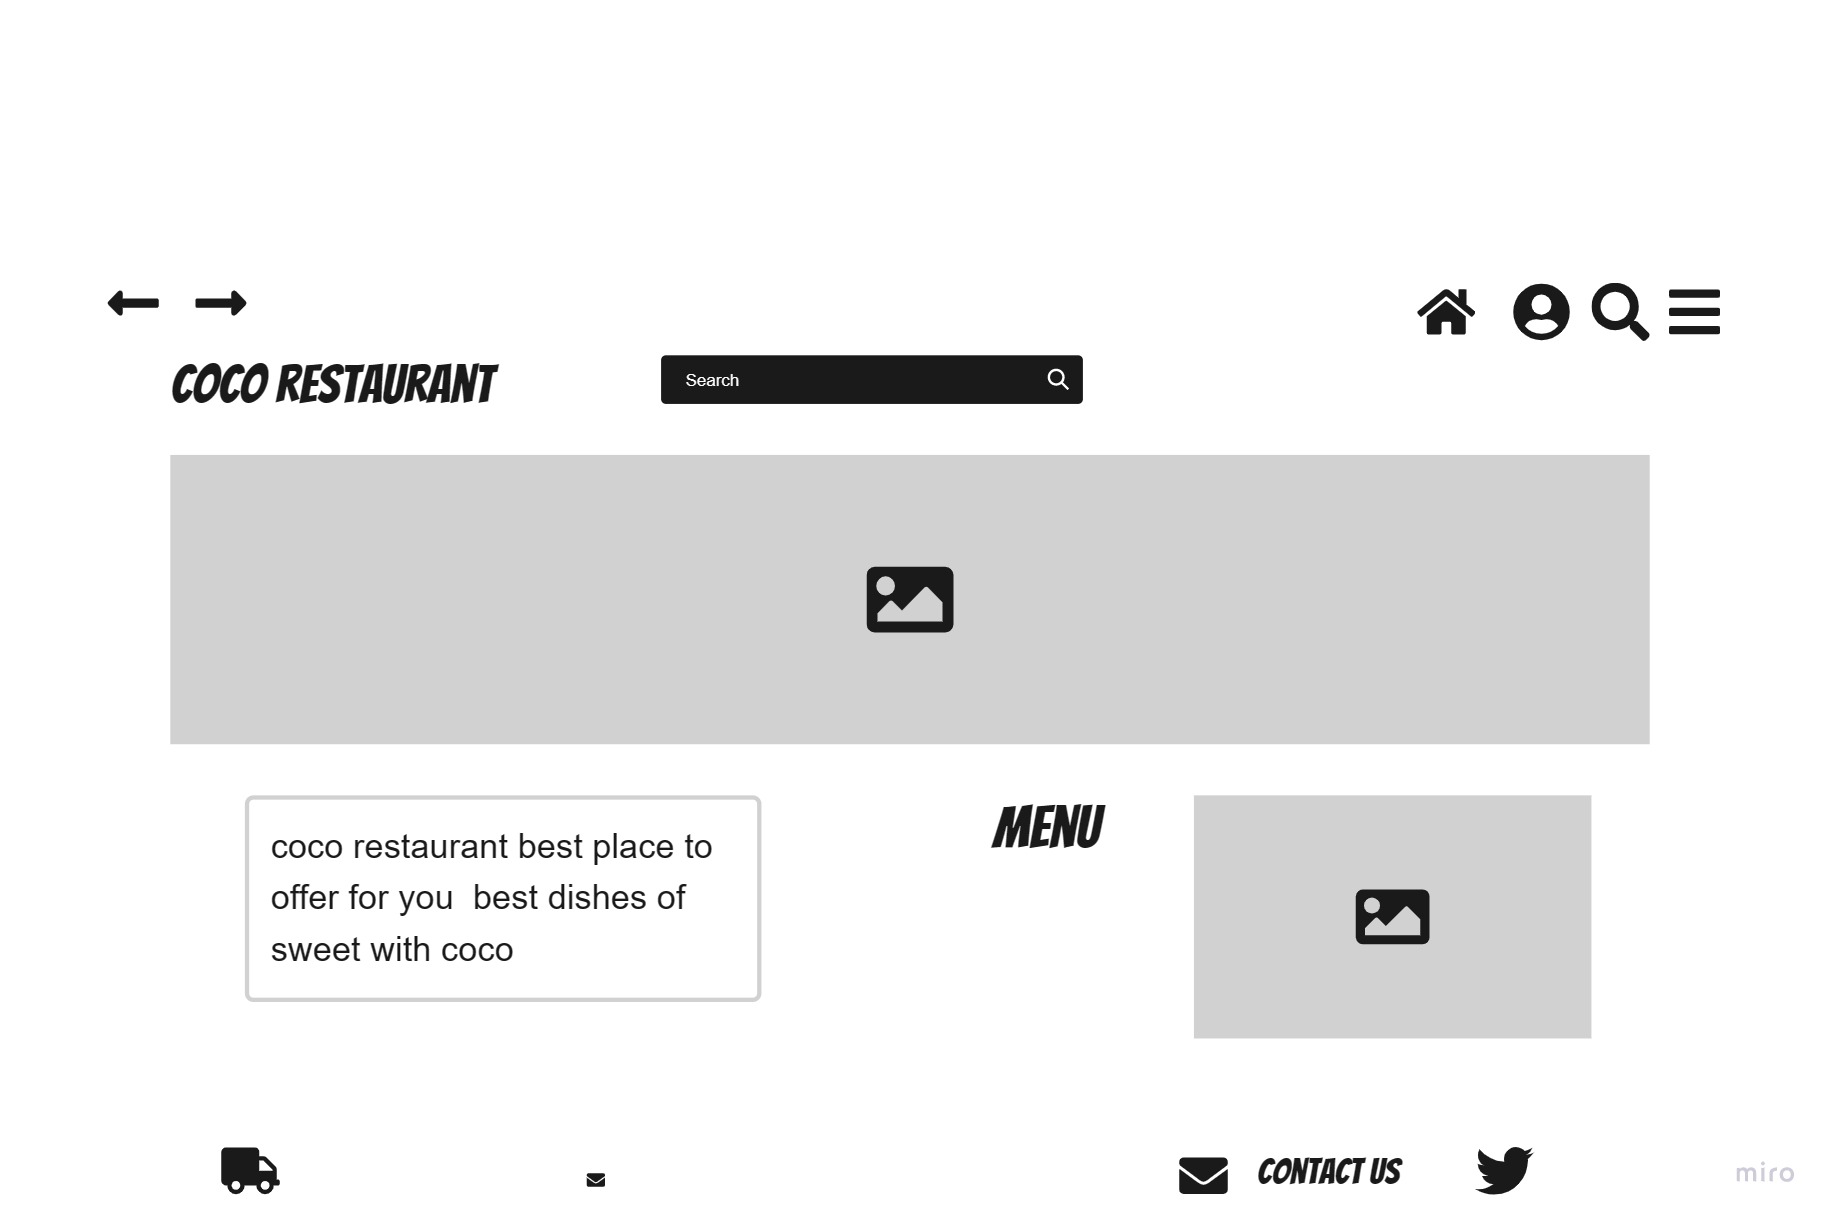 COCO RESTAURANT
Search
coco restaurant best place to
offer for you  best dishes of
sweet with coco
MENU
CONTACT US
miro